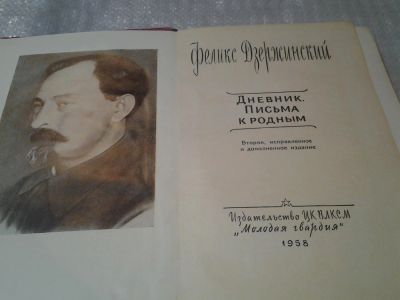 Феликс Дзержинский
ДНЕВНИК.
ПИСЬМА
К РОДНЫМ
Второе, исправленное
и дополненное издание
Издательство ЦК ВЛКСМ
„Молодая гвардия"
1958